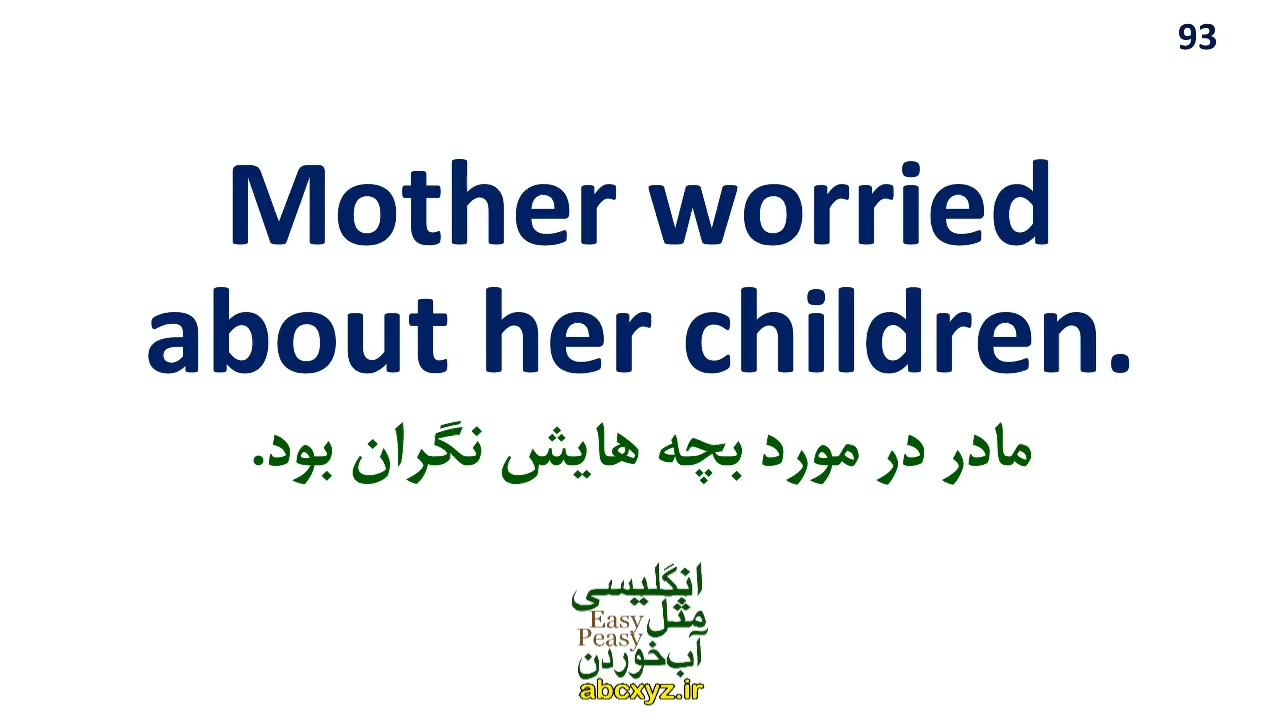 93
Mother worried
about her children.
مادر در مورد بچه هایش نگران بود.
انگلیسی
مثل
Easy
Peasy
آب خوردن
abcxyz.ir